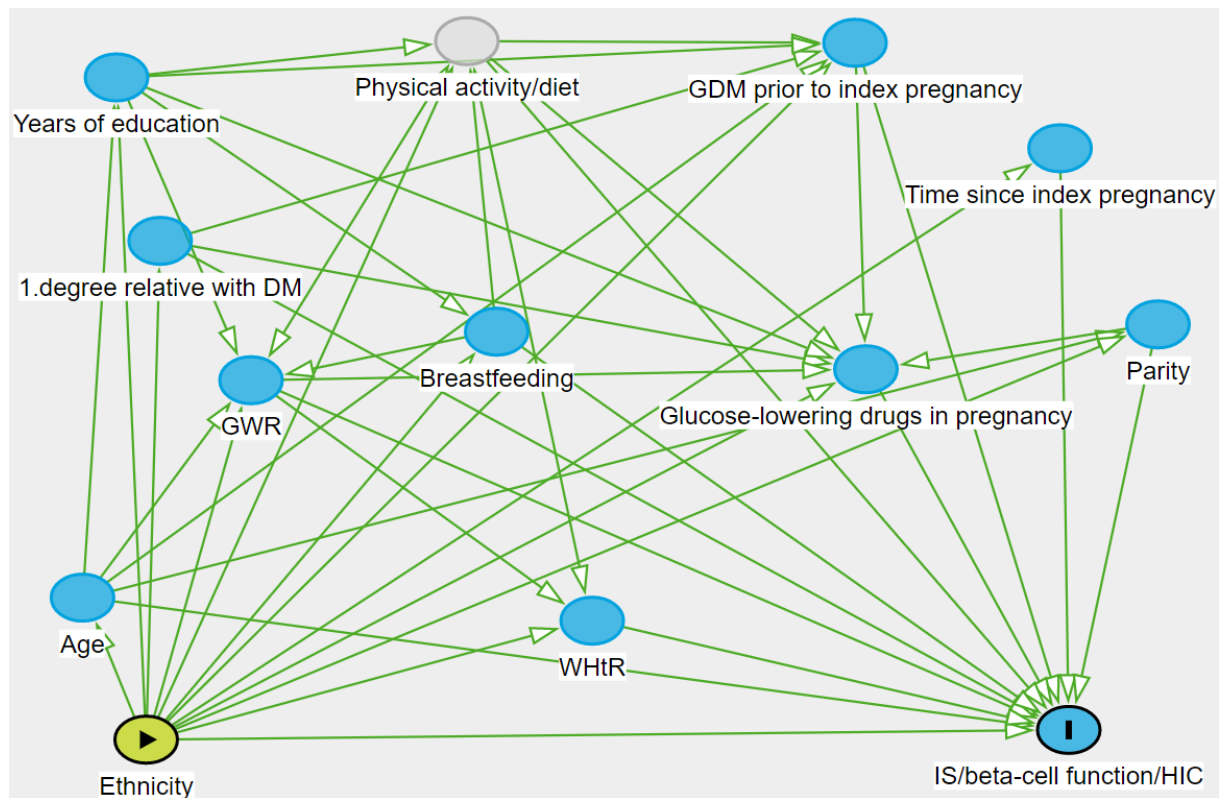 Physical activity/diet
GDM prior to index pregnancy
Years of education
Time since index pregnancy
1.degree relative with DM
Breastfeeding
Parity
GWR
Glucose-lowering drugs in pregnancy
Age
WHtR
Ethnicity
IS/beta-cell function/HIC